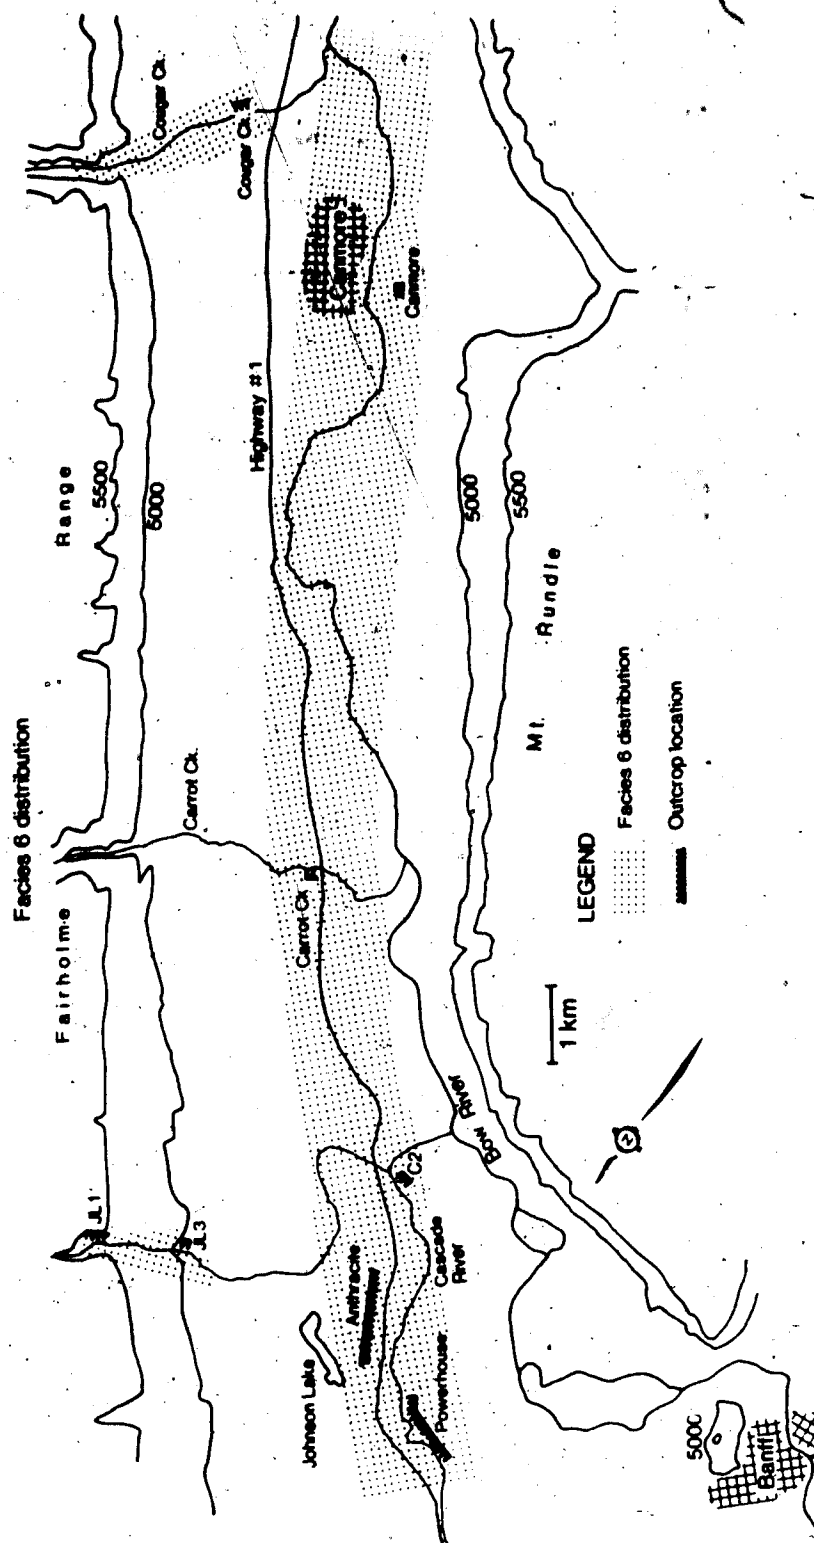 Facies 6 distribution
Fairholme
Range
5500
5000
Cougar Ck.
Cougar Ck.
Carrot Ck.
Carrot Ck.
Highway # 1
Canmore
Canmore
JL1
JL3
Johnson Lake
Anthracite
C2
Cascade
River
Powerhouse
Bow River
5000
5500
Mt. Rundle
5000
Banff
1 km
N
LEGEND
Facies 6 distribution
Outcrop location